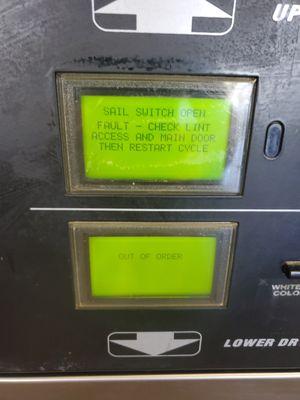 UP
SAIL SWITCH OPEN
FAULT - CHECK LINT
ACCESS AND MAIN DOOR
THEN RESTART CYCLE
OUT OF ORDER
WHITE
COLO
LOWER DR